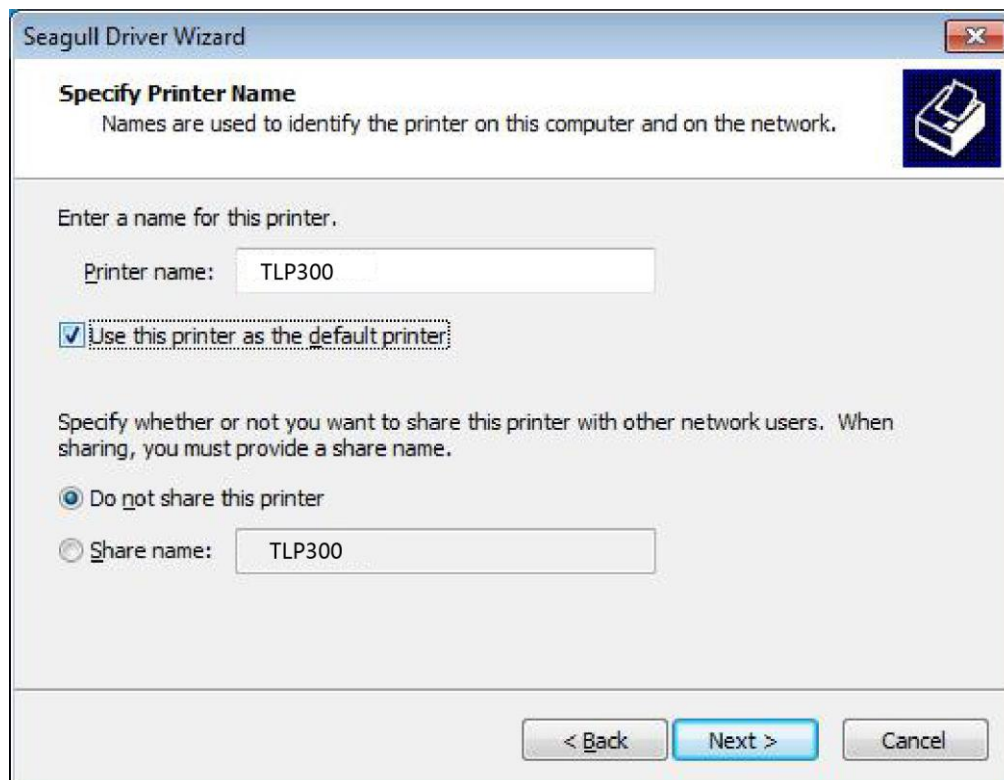 Seagull Driver Wizard
Specify Printer Name
Names are used to identify the printer on this computer and on the network.
Enter a name for this printer.
Printer name: TLP300
Use this printer as the default printer
Specify whether or not you want to share this printer with other network users. When
sharing, you must provide a share name.
Do not share this printer
Share name: TLP300
< Back Next > Cancel